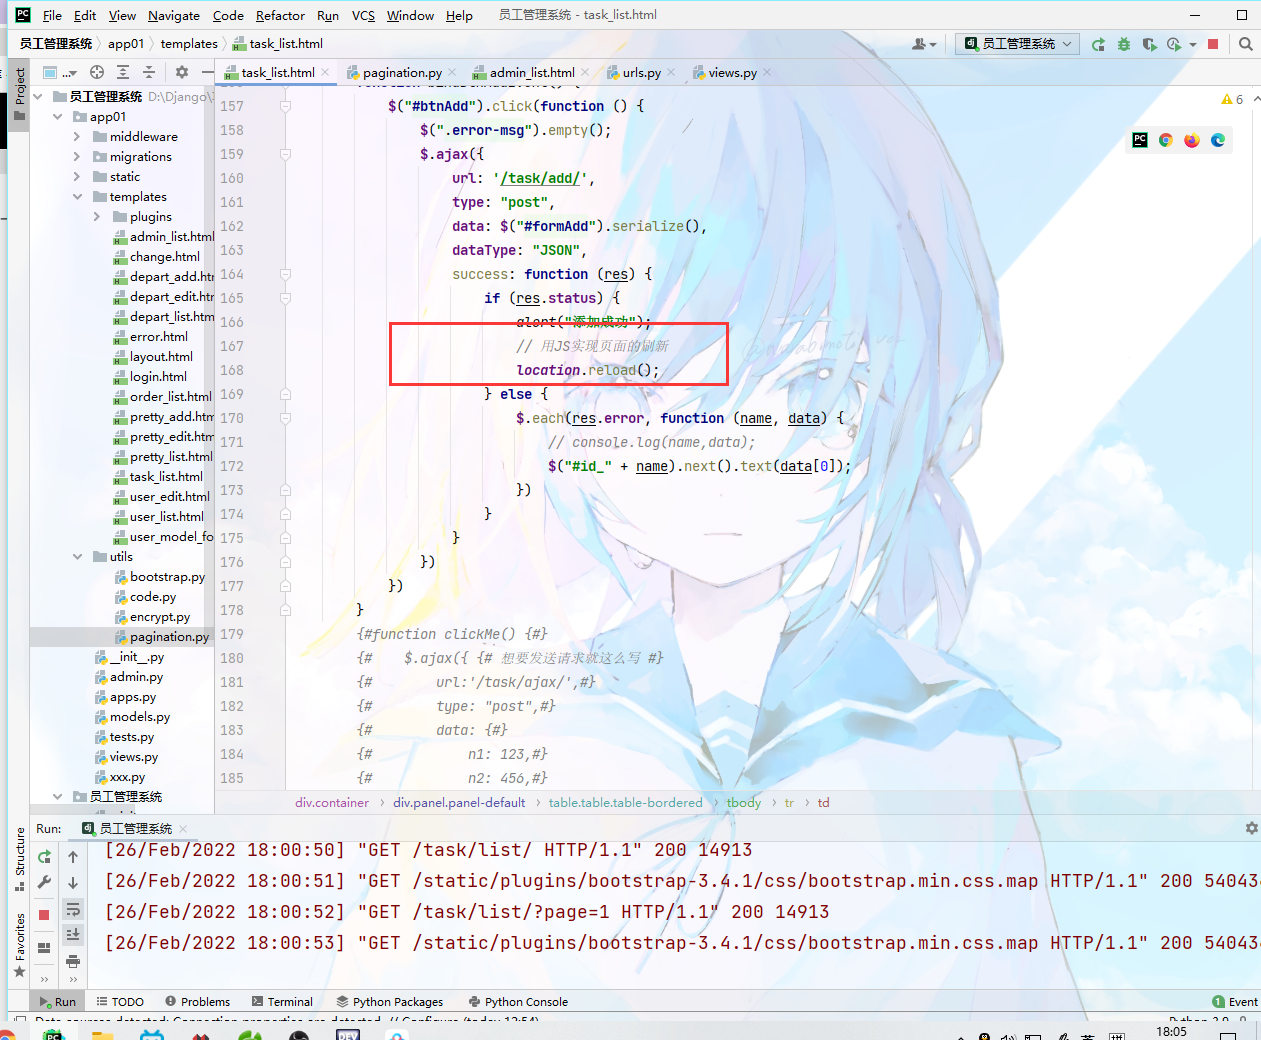 File Edit View Navigate Code Refactor Run VCS Window Help 员工管理系统 - task_list.html
员工管理系统 app01 templates task_list.html 员工管理系统
Project
task_list.html pagination.py admin_list.html urls.py views.py
员工管理系统 D:\Django\
app01
middleware
migrations
static
templates
plugins
admin_list.html
change.html
depart_add.htm
depart_edit.htm
depart_list.htm
error.html
layout.html
login.html
order_list.html
pretty_add.htm
pretty_edit.htm
pretty_list.html
task_list.html
user_edit.html
user_list.html
user_model_fo
utils
bootstrap.py
code.py
encrypt.py
pagination.py
__init__.py
admin.py
apps.py
models.py
tests.py
views.py
xxx.py
员工管理系统
6
157 $("#btnAdd").click(function () {
158 $(".error-msg").empty();
159 $.ajax({
160 url: '/task/add/',
161 type: "post",
162 data: $("#formAdd").serialize(),
163 dataType: "JSON",
164 success: function (res) {
165 if (res.status) {
166 alert("添加成功");
167 // 用JS实现页面的刷新
168 location.reload();
169 } else {
170 $.each(res.error, function (name, data) {
171 // console.log(name,data);
172 $("#id_" + name).next().text(data[0]);
173 })
174 }
175 }
176 })
177 })
178 }
179 {#function clickMe() {#}
180 {# $.ajax({ {# 想要发送请求就这么写 #}
181 {# url:'/task/ajax/',#}
182 {# type: "post",#}
183 {# data: {#}
184 {# n1: 123,#}
185 {# n2: 456,#}
div.container div.panel.panel-default table.table.table-bordered tbody tr td
Run: 员工管理系统
[26/Feb/2022 18:00:50] "GET /task/list/ HTTP/1.1" 200 14913
[26/Feb/2022 18:00:51] "GET /static/plugins/bootstrap-3.4.1/css/bootstrap.min.css.map HTTP/1.1" 200 54043
[26/Feb/2022 18:00:52] "GET /task/list/?page=1 HTTP/1.1" 200 14913
[26/Feb/2022 18:00:53] "GET /static/plugins/bootstrap-3.4.1/css/bootstrap.min.css.map HTTP/1.1" 200 54043
Structure
Favorites
Run TODO Problems Terminal Python Packages Python Console 1 Event
Data sources detected: Connection properties are detected. // Configure (today 12:54) Python 3.9
DEV 英 拼 18:05